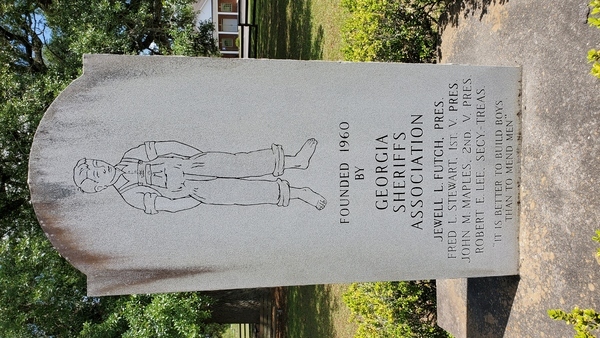 FOUNDED 1960
BY
GEORGIA
SHERIFFS
ASSOCIATION
JEWELL L. FUTCH, PRES.
FRED L. STEWART, 1ST. V. PRES.
JOHN M. MAPLES, 2ND. V. PRES.
ROBERT E. LEE, SECY-TREAS.
"IT IS BETTER TO BUILD BOYS
THAN TO MEND MEN"